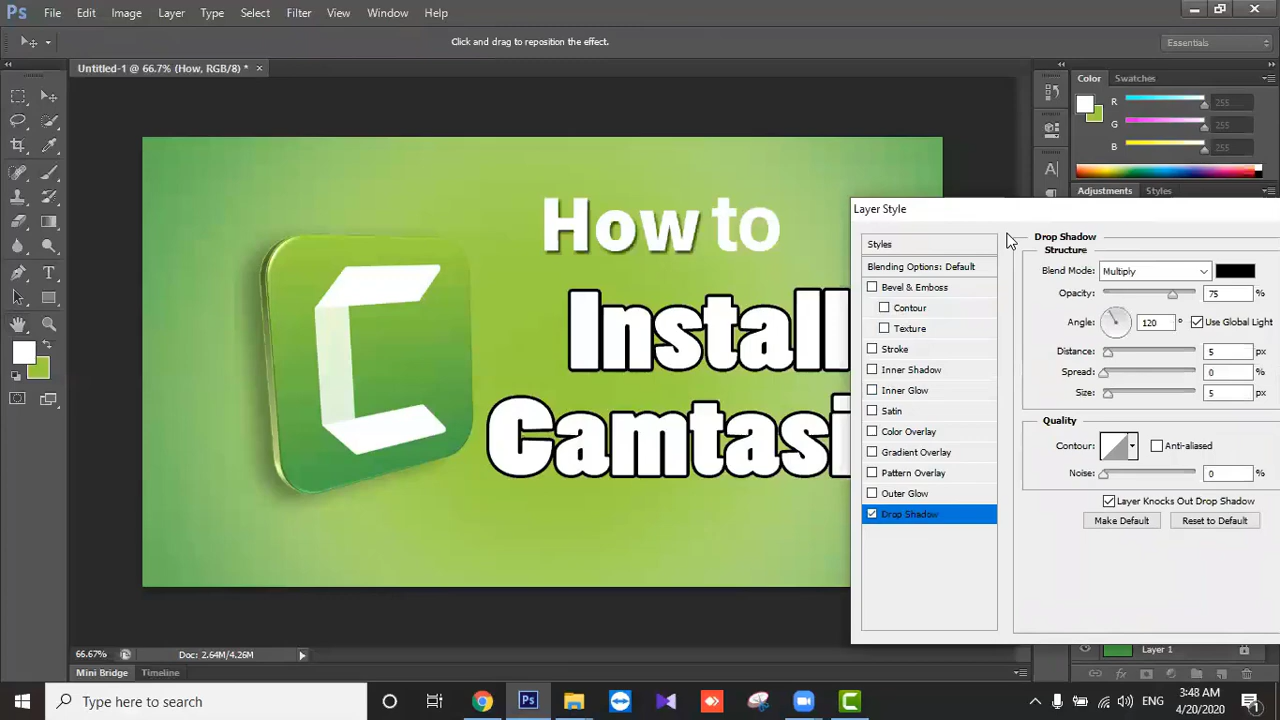 Ps File Edit Image Layer Type Select Filter View Window Help
Click and drag to reposition the effect.
Essentials
Untitled-1 @ 66.7% (How, RGB/8) * ×
Color Swatches
R 255
G 255
B 255
Adjustments Styles
How to
Install
Camtasi
Layer Style
Styles
Blending Options: Default
Bevel & Emboss
Contour
Texture
Stroke
Inner Shadow
Inner Glow
Satin
Color Overlay
Gradient Overlay
Pattern Overlay
Outer Glow
Drop Shadow
Drop Shadow
Structure
Blend Mode: Multiply
Opacity: 75 %
Angle: 120 ° Use Global Light
Distance: 5 px
Spread: 0 %
Size: 5 px
Quality
Contour: Anti-aliased
Noise: 0 %
Layer Knocks Out Drop Shadow
Make Default Reset to Default
Layer 1
66.67% Doc: 2.64M/4.26M
Mini Bridge Timeline
Type here to search
ENG
3:48 AM
4/20/2020
1